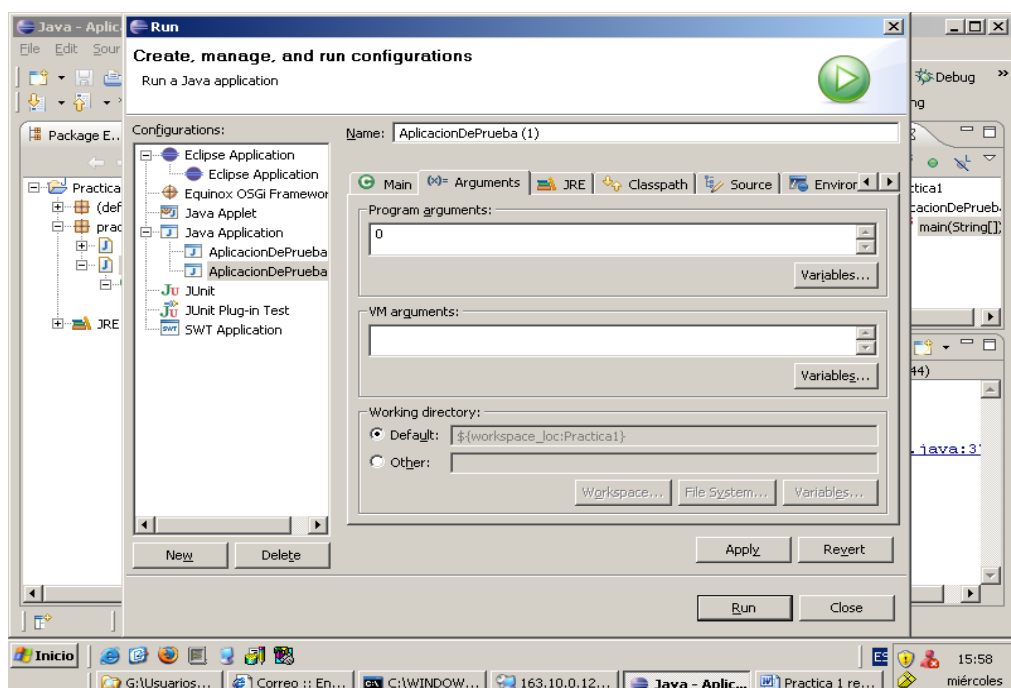 Java - Aplic
Run
File Edit Sour
Create, manage, and run configurations
Run a Java application
Debug »
ng
Package E..
Configurations:
Name: AplicacionDePrueba (1)
Eclipse Application
Eclipse Application
Equinox OSGi Framewor
Java Applet
Java Application
AplicacionDePrueba
AplicacionDePrueba
JUnit
JUnit Plug-in Test
SWT Application
Practica
(def
prac
JRE
Main (x)= Arguments JRE Classpath Source Enviror
Program arguments:
0
Variables...
VM arguments:
Variables...
Working directory:
Default: ${workspace_loc:Practica1}
Other:
Workspace... File System... Variables...
New Delete
Apply Revert
Run Close
ctica1
cacionDePrueb
main(String[])
44)
.java:3
Inicio
ES
15:58
G:\Usuarios... Correo :: En... C:\WINDOW... 163.10.0.12... Java - Aplic... Practica 1 re...
miércoles